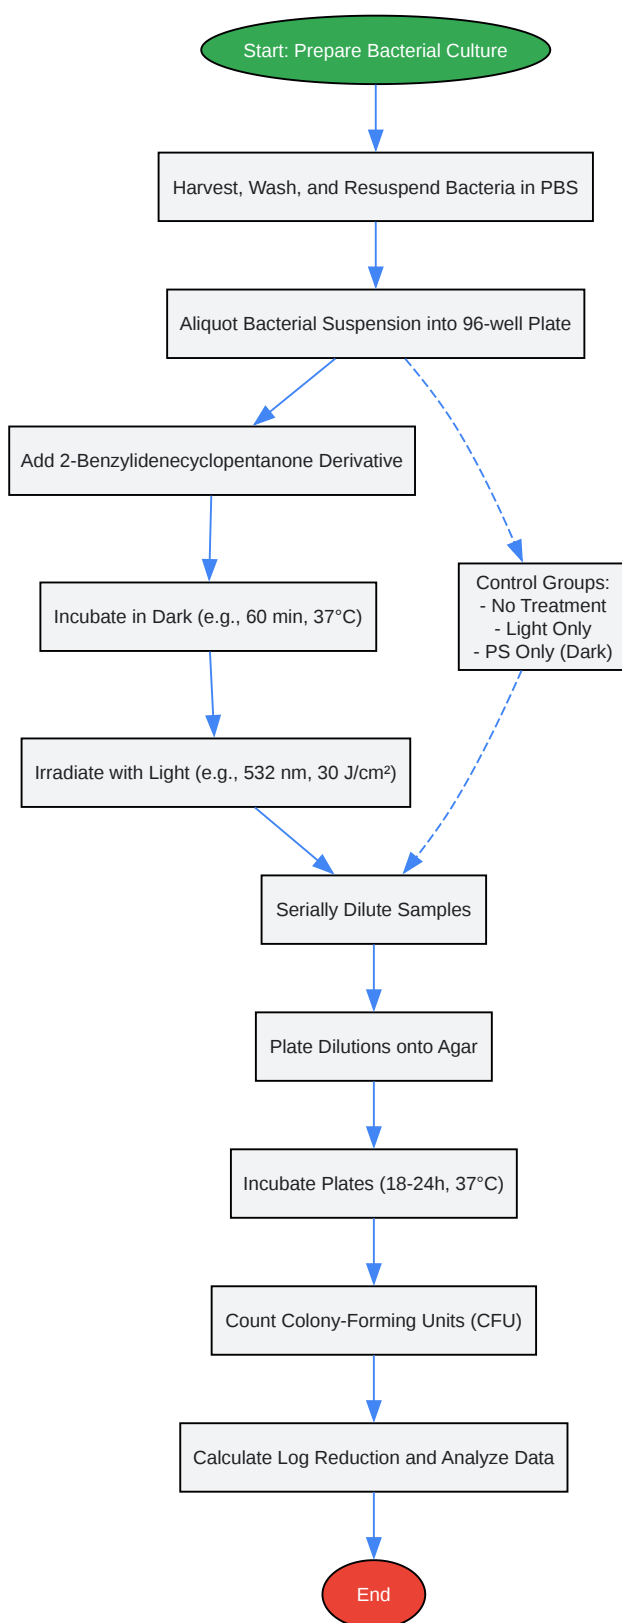 Start: Prepare Bacterial Culture
Harvest, Wash, and Resuspend Bacteria in PBS
Aliquot Bacterial Suspension into 96-well Plate
Add 2-Benzylidenecyclopentanone Derivative
Incubate in Dark (e.g., 60 min, 37°C)
Control Groups:
- No Treatment
- Light Only
- PS Only (Dark)
Irradiate with Light (e.g., 532 nm, 30 J/cm²)
Serially Dilute Samples
Plate Dilutions onto Agar
Incubate Plates (18-24h, 37°C)
Count Colony-Forming Units (CFU)
Calculate Log Reduction and Analyze Data
End